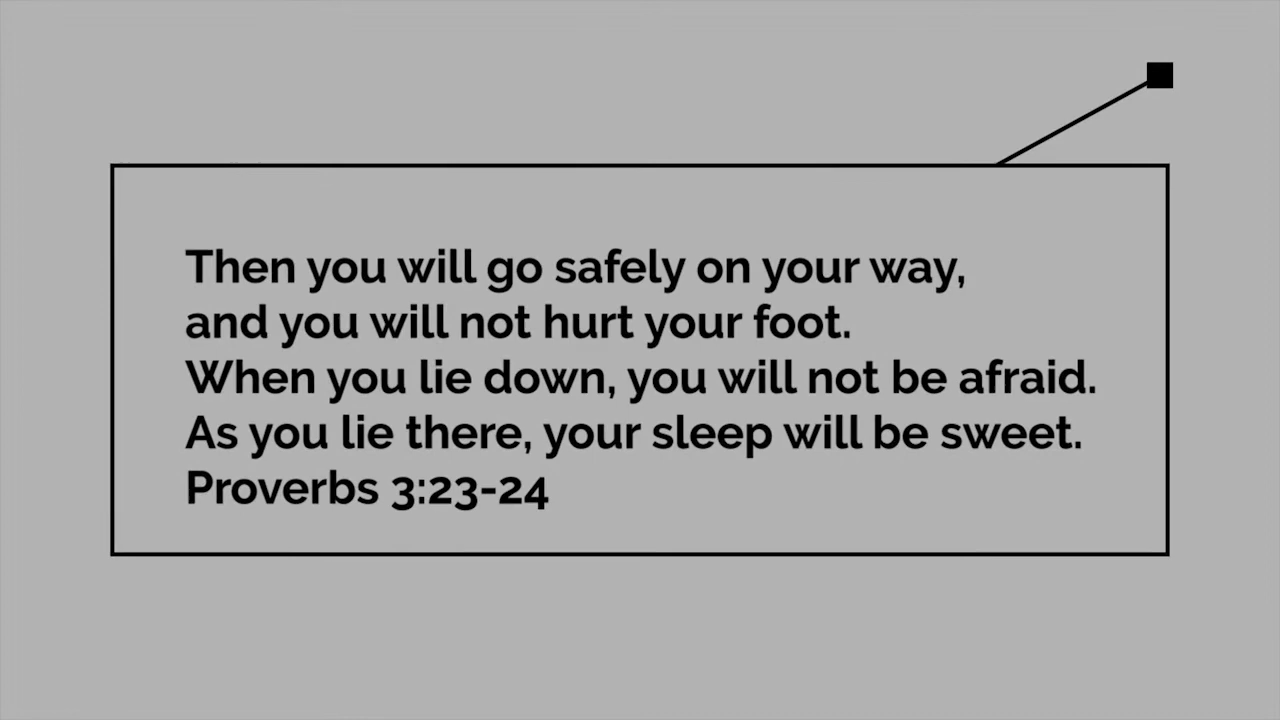 Then you will go safely on your way,
and you will not hurt your foot.
When you lie down, you will not be afraid.
As you lie there, your sleep will be sweet.
Proverbs 3:23-24